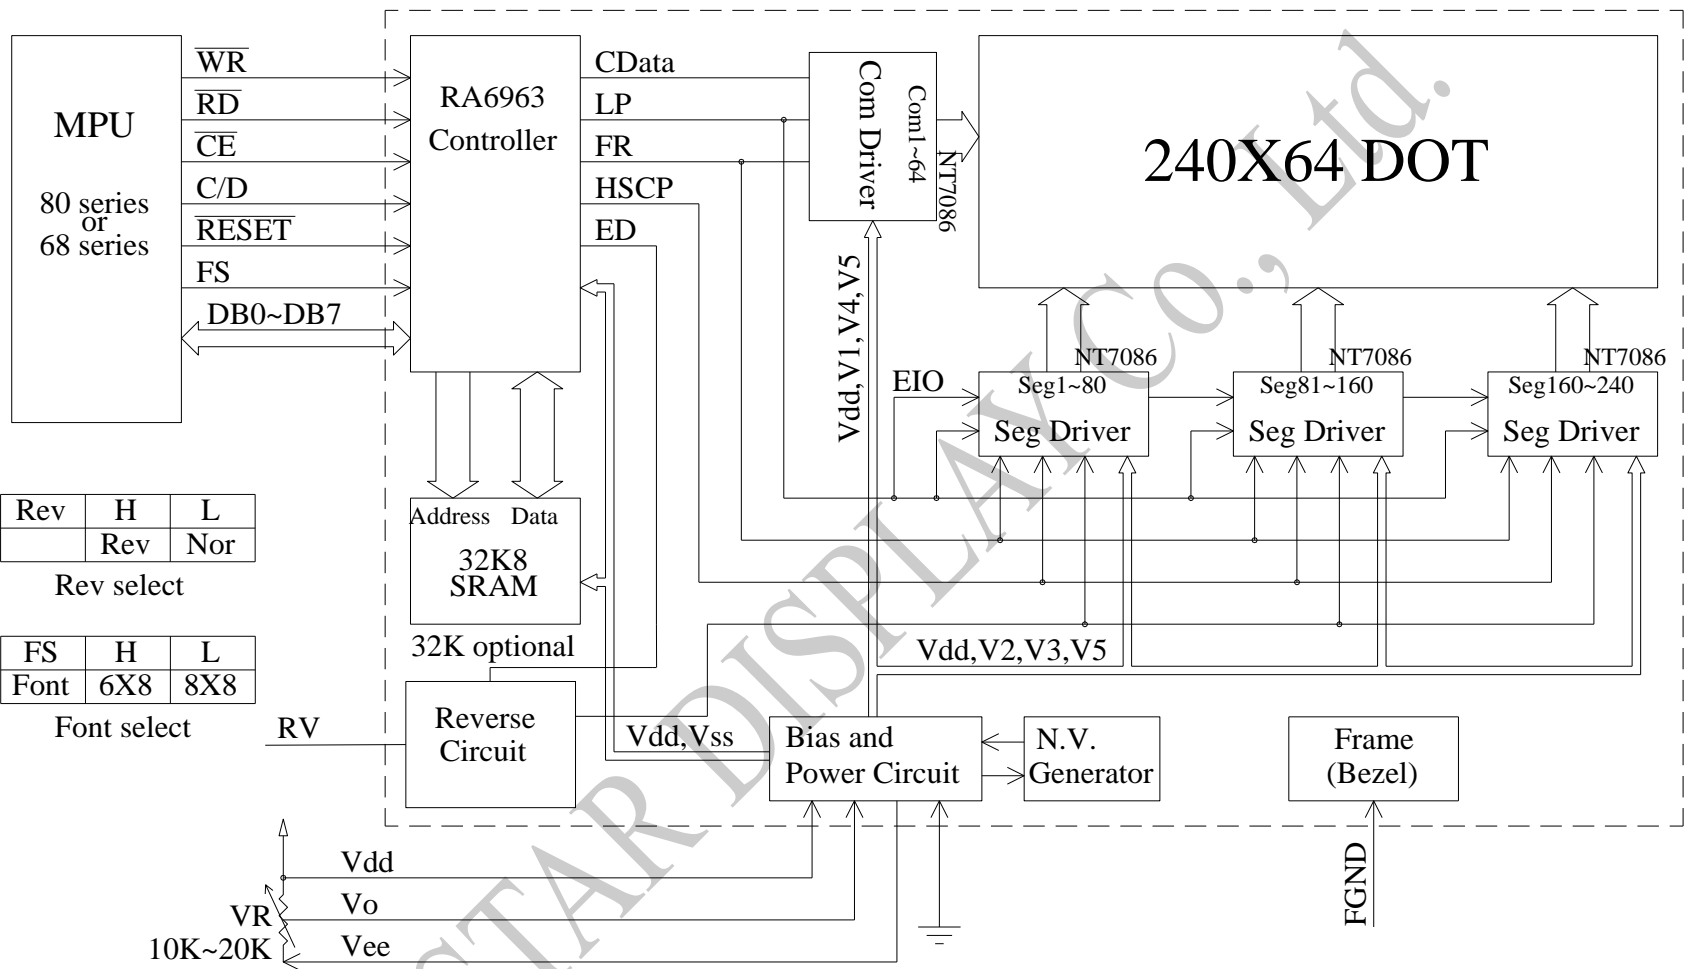 MPU
80 series
or
68 series
WR
RD
CE
C/D
RESET
FS
DB0~DB7
RA6963
Controller
CData
LP
FR
HSCP
ED
Com Driver
Com1~64
NT7086
240X64 DOT
Vdd,V1,V4,V5
EIO
NT7086
Seg1~80
Seg Driver
NT7086
Seg81~160
Seg Driver
NT7086
Seg160~240
Seg Driver
Address Data
32K8
SRAM
32K optional
Rev H L
Rev Nor
Rev select
FS H L
Font 6X8 8X8
Font select
RV
Reverse
Circuit
Vdd,Vss
Vdd,V2,V3,V5
Bias and
Power Circuit
N.V.
Generator
Frame
(Bezel)
FGND
Vdd
Vo
Vee
VR
10K~20K
STAR DISPLAY Co., Ltd.